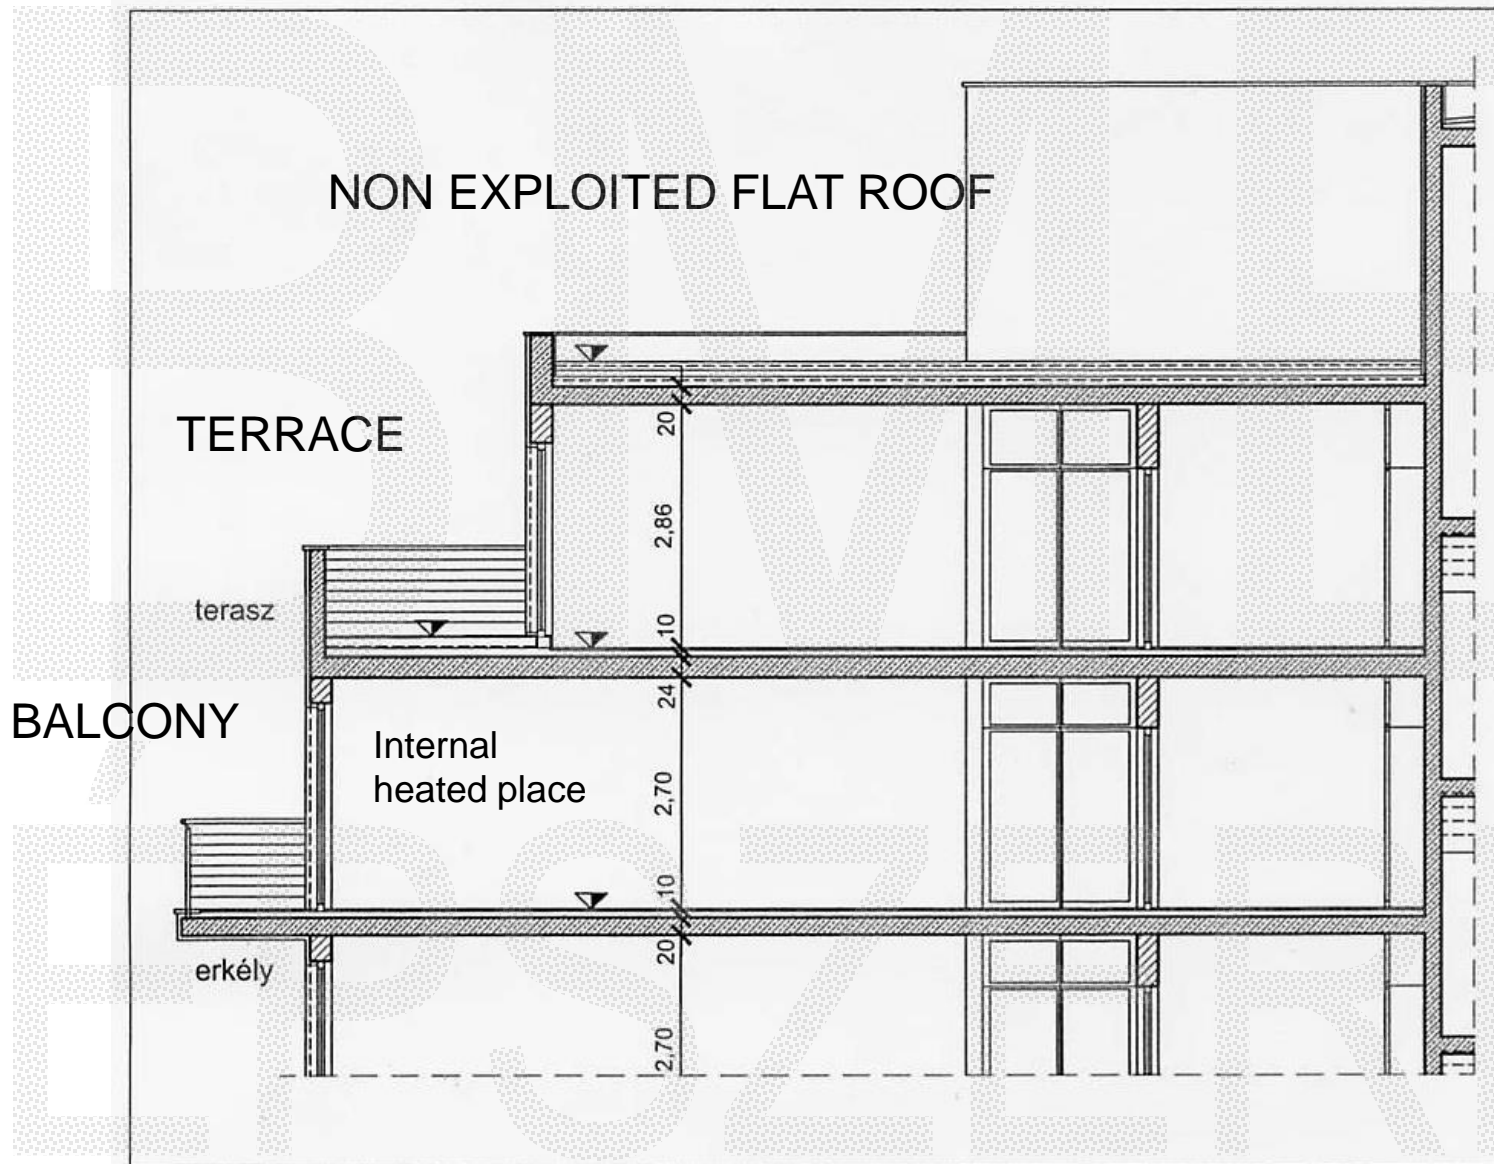 NON EXPLOITED FLAT ROOF
20
TERRACE
2,86
terasz
10
24
BALCONY
Internal
heated place
2,70
10
20
erkély
2,70